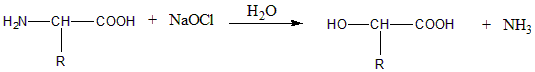 H₂N—CH—COOH + NaOCl H₂O HO—CH—COOH + NH₃
R R